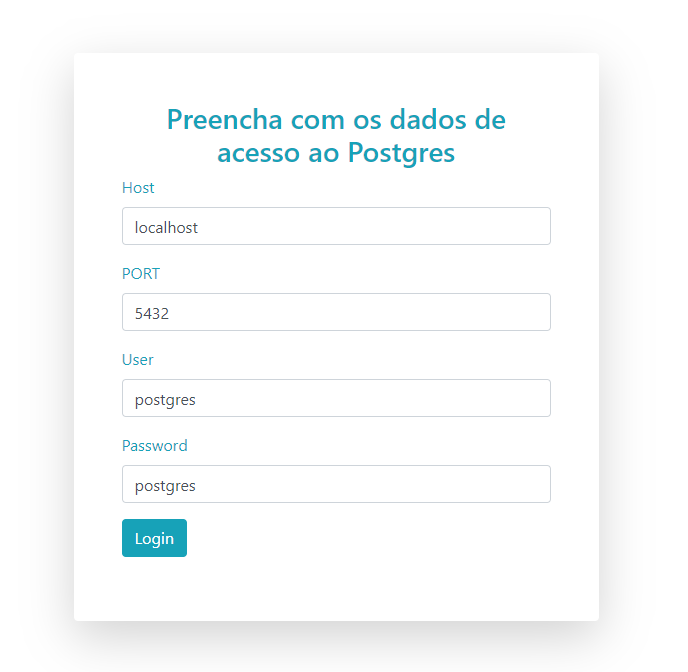 Preencha com os dados de
acesso ao Postgres
Host
localhost
PORT
5432
User
postgres
Password
postgres
Login